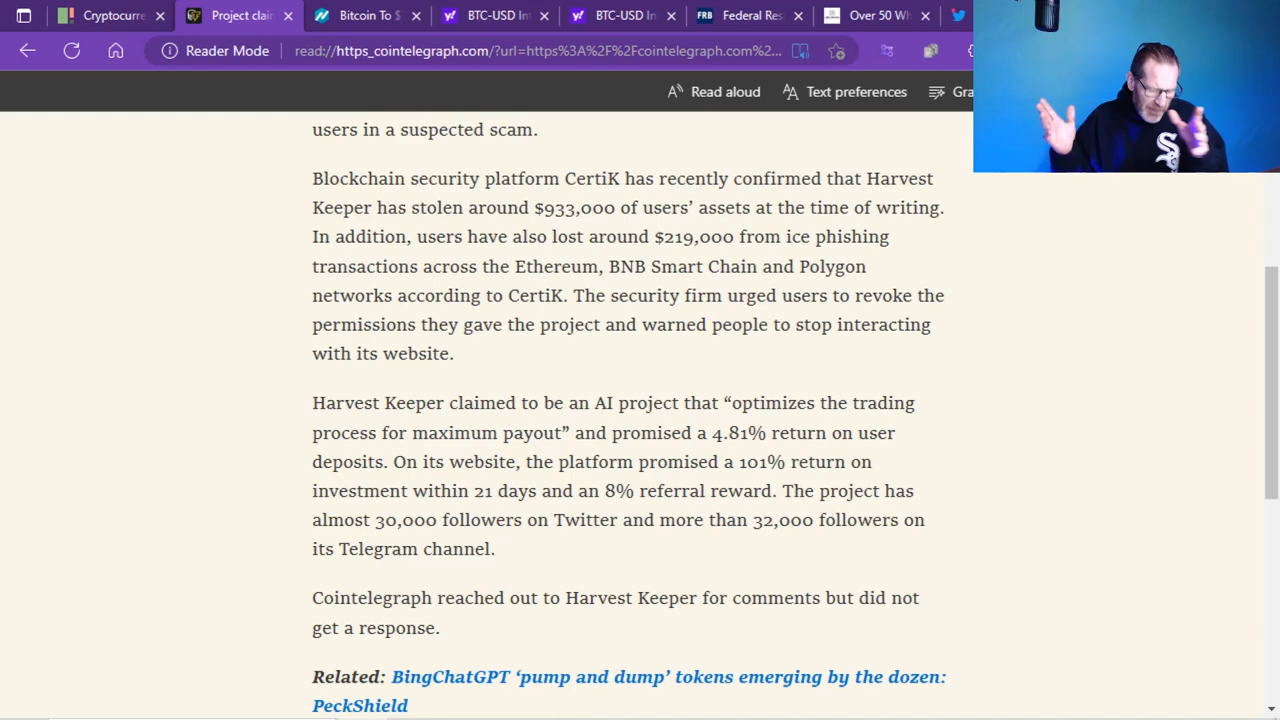 Cryptocurre
Project clair
Bitcoin To $
BTC-USD In
BTC-USD In
Federal Res
Over 50 Wh
Reader Mode
read://https_cointelegraph.com/?url=https%3A%2F%2Fcointelegraph.com%2...
Read aloud
Text preferences
Gra
users in a suspected scam.
Blockchain security platform CertiK has recently confirmed that Harvest
Keeper has stolen around $933,000 of users’ assets at the time of writing.
In addition, users have also lost around $219,000 from ice phishing
transactions across the Ethereum, BNB Smart Chain and Polygon
networks according to CertiK. The security firm urged users to revoke the
permissions they gave the project and warned people to stop interacting
with its website.
Harvest Keeper claimed to be an AI project that “optimizes the trading
process for maximum payout” and promised a 4.81% return on user
deposits. On its website, the platform promised a 101% return on
investment within 21 days and an 8% referral reward. The project has
almost 30,000 followers on Twitter and more than 32,000 followers on
its Telegram channel.
Cointelegraph reached out to Harvest Keeper for comments but did not
get a response.
Related: BingChatGPT ‘pump and dump’ tokens emerging by the dozen:
PeckShield